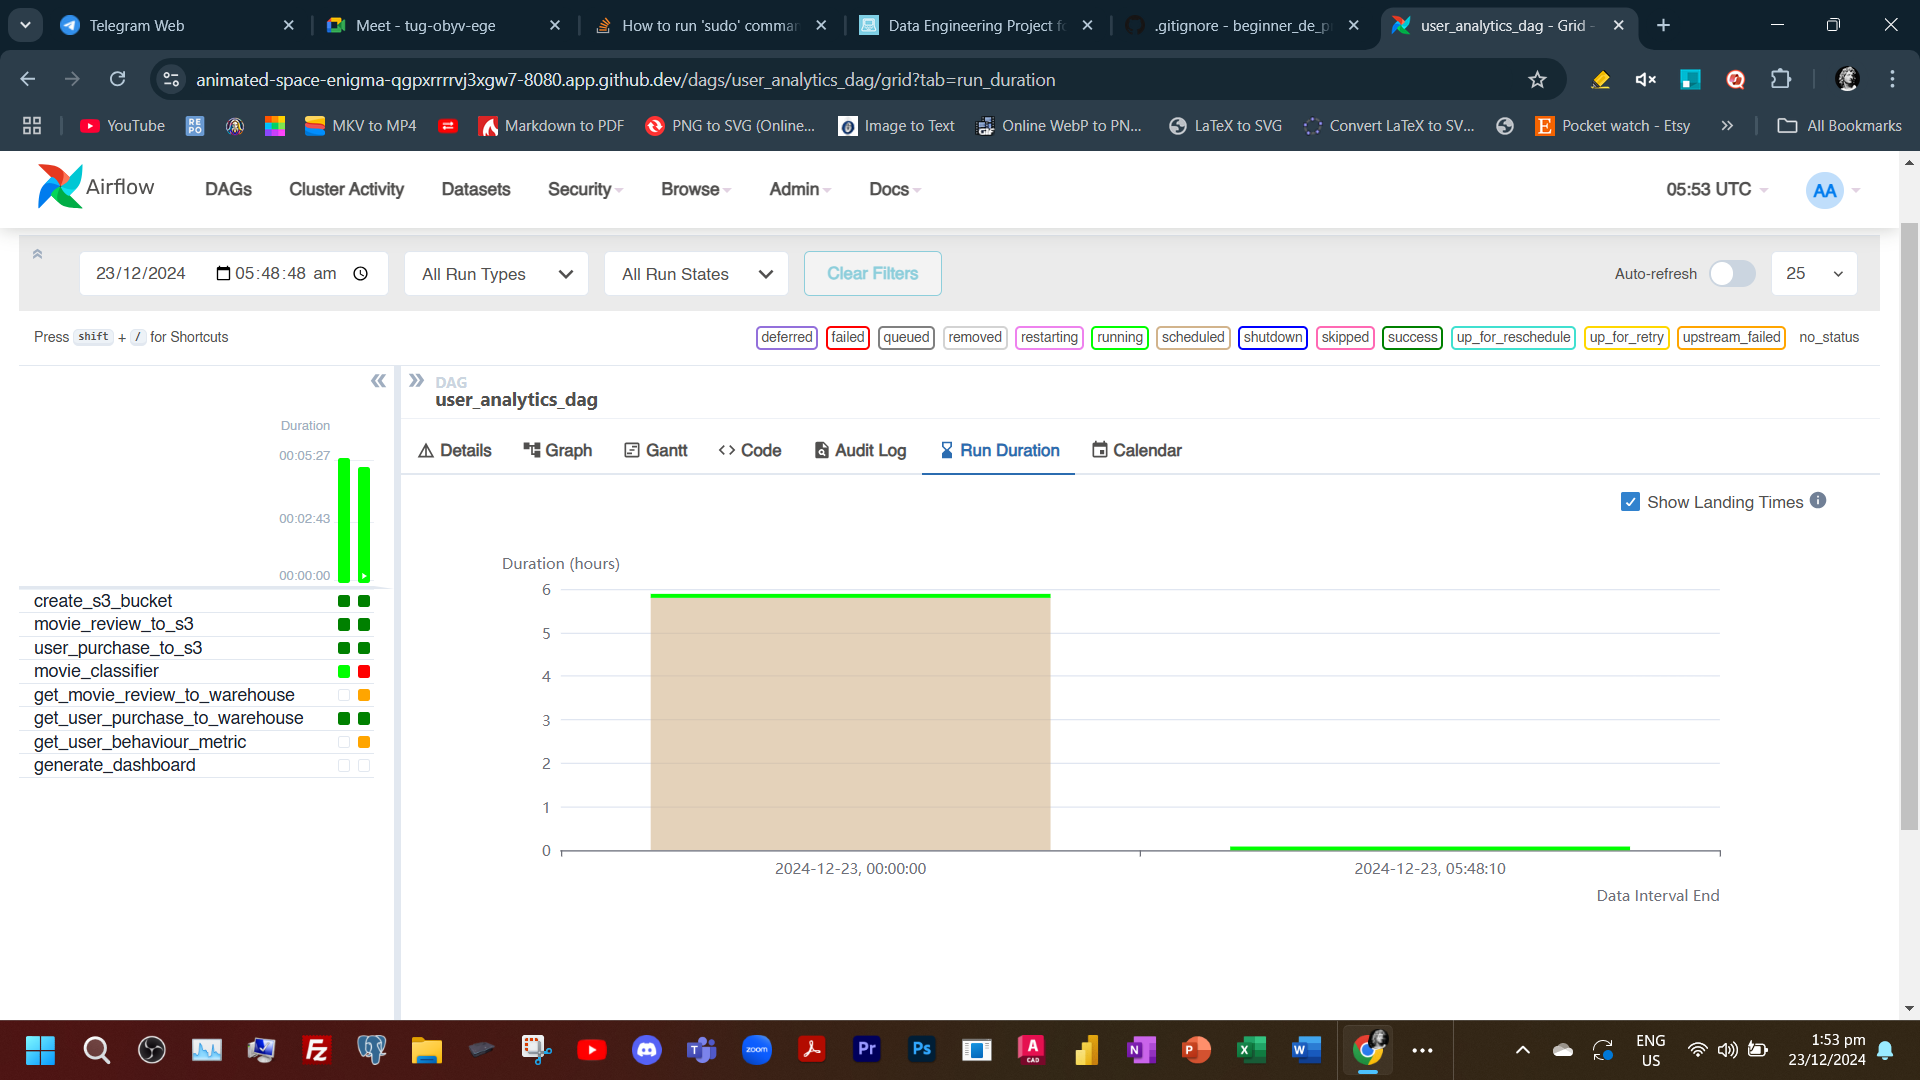 Telegram Web
Meet - tug-obyv-ege
How to run 'sudo' comman
Data Engineering Project fo
.gitignore - beginner_de_pr
user_analytics_dag - Grid -
animated-space-enigma-qgpxrrrrvj3xgw7-8080.app.github.dev/dags/user_analytics_dag/grid?tab=run_duration
YouTube
RE
PO
MKV to MP4
Markdown to PDF
PNG to SVG (Online...
Image to Text
Online WebP to PN...
LaTeX to SVG
Convert LaTeX to SV...
Pocket watch - Etsy
All Bookmarks
Airflow
DAGs
Cluster Activity
Datasets
Security
Browse
Admin
Docs
05:53 UTC
AA
23/12/2024 05:48:48 am
All Run Types
All Run States
Clear Filters
Auto-refresh
25
Press shift + / for Shortcuts
deferred
failed
queued
removed
restarting
running
scheduled
shutdown
skipped
success
up_for_reschedule
up_for_retry
upstream_failed
no_status
DAG
user_analytics_dag
Duration
00:05:27
00:02:43
00:00:00
create_s3_bucket
movie_review_to_s3
user_purchase_to_s3
movie_classifier
get_movie_review_to_warehouse
get_user_purchase_to_warehouse
get_user_behaviour_metric
generate_dashboard
Details
Graph
Gantt
Code
Audit Log
Run Duration
Calendar
Show Landing Times
Duration (hours)
6
5
4
3
2
1
0
2024-12-23, 00:00:00
2024-12-23, 05:48:10
Data Interval End
zoom
Pr
Ps
A
CAD
ENG
US
1:53 pm
23/12/2024